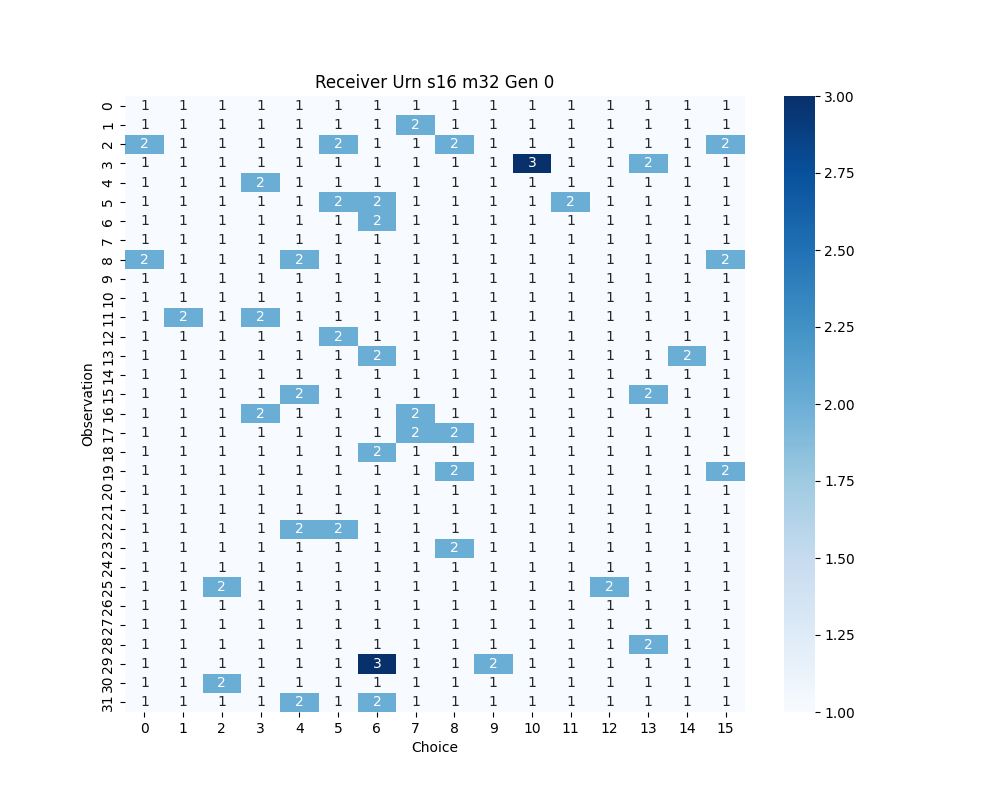 Receiver Urn s16 m32 Gen 0
0 1 1 1 1 1 1 1 1 1 1 1 1 1 1 1 1
1 1 1 1 1 1 1 1 2 1 1 1 1 1 1 1 1
2 2 1 1 1 1 2 1 1 2 1 1 1 1 1 1 2
3 1 1 1 1 1 1 1 1 1 1 3 1 1 2 1 1
4 1 1 1 2 1 1 1 1 1 1 1 1 1 1 1 1
5 1 1 1 1 1 2 2 1 1 1 1 2 1 1 1 1
6 1 1 1 1 1 1 2 1 1 1 1 1 1 1 1 1
7 1 1 1 1 1 1 1 1 1 1 1 1 1 1 1 1
8 2 1 1 1 2 1 1 1 1 1 1 1 1 1 1 2
9 1 1 1 1 1 1 1 1 1 1 1 1 1 1 1 1
10 1 1 1 1 1 1 1 1 1 1 1 1 1 1 1 1
11 1 2 1 2 1 1 1 1 1 1 1 1 1 1 1 1
12 1 1 1 1 1 2 1 1 1 1 1 1 1 1 1 1
13 1 1 1 1 1 1 2 1 1 1 1 1 1 1 2 1
14 1 1 1 1 1 1 1 1 1 1 1 1 1 1 1 1
15 1 1 1 1 2 1 1 1 1 1 1 1 1 2 1 1
16 1 1 1 2 1 1 1 2 1 1 1 1 1 1 1 1
17 1 1 1 1 1 1 1 2 2 1 1 1 1 1 1 1
18 1 1 1 1 1 1 2 1 1 1 1 1 1 1 1 1
19 1 1 1 1 1 1 1 1 2 1 1 1 1 1 1 2
20 1 1 1 1 1 1 1 1 1 1 1 1 1 1 1 1
21 1 1 1 1 1 1 1 1 1 1 1 1 1 1 1 1
22 1 1 1 1 2 2 1 1 1 1 1 1 1 1 1 1
23 1 1 1 1 1 1 1 1 2 1 1 1 1 1 1 1
24 1 1 1 1 1 1 1 1 1 1 1 1 1 1 1 1
25 1 1 2 1 1 1 1 1 1 1 1 1 2 1 1 1
26 1 1 1 1 1 1 1 1 1 1 1 1 1 1 1 1
27 1 1 1 1 1 1 1 1 1 1 1 1 1 1 1 1
28 1 1 1 1 1 1 1 1 1 1 1 1 1 2 1 1
29 1 1 1 1 1 1 3 1 1 2 1 1 1 1 1 1
30 1 1 2 1 1 1 1 1 1 1 1 1 1 1 1 1
31 1 1 1 1 2 1 2 1 1 1 1 1 1 1 1 1
0 1 2 3 4 5 6 7 8 9 10 11 12 13 14 15
Choice
Observation
3.00
2.75
2.50
2.25
2.00
1.75
1.50
1.25
1.00